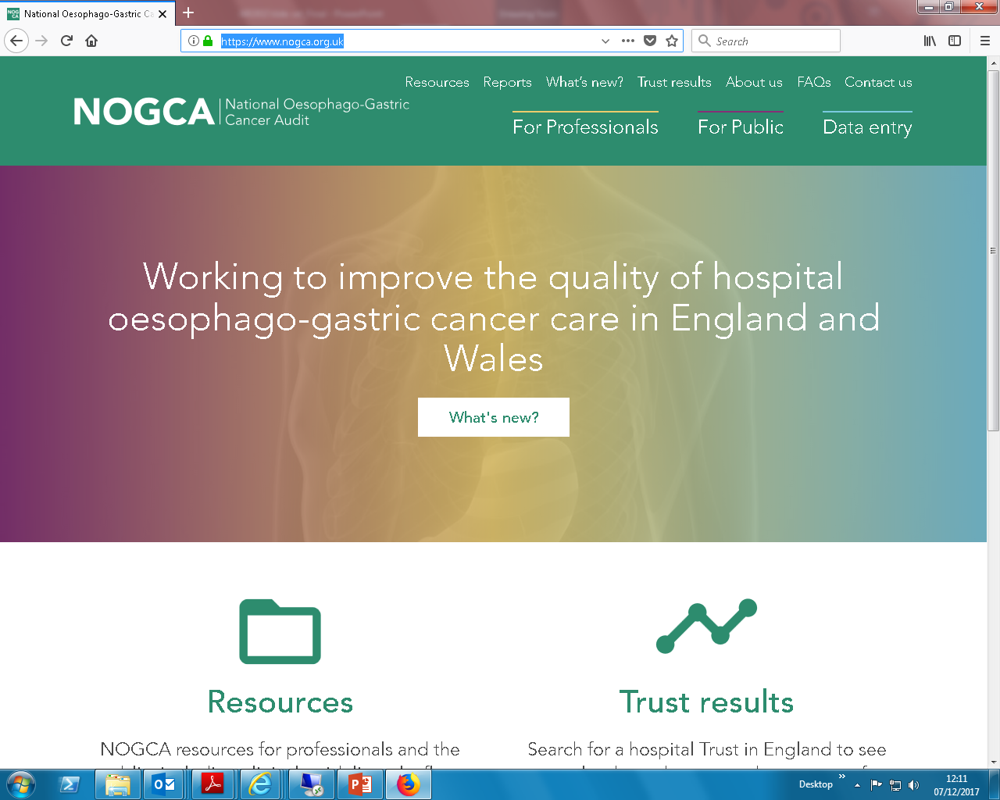 National Oesophago-Gastric Ca
https://www.nogca.org.uk
Search
Resources Reports What's new? Trust results About us FAQs Contact us
NOGCA National Oesophago-Gastric
Cancer Audit
For Professionals For Public Data entry
Working to improve the quality of hospital
oesophago-gastric cancer care in England and
Wales
What's new?
Resources Trust results
NOGCA resources for professionals and the
Search for a hospital Trust in England to see
Desktop
12:11
07/12/2017